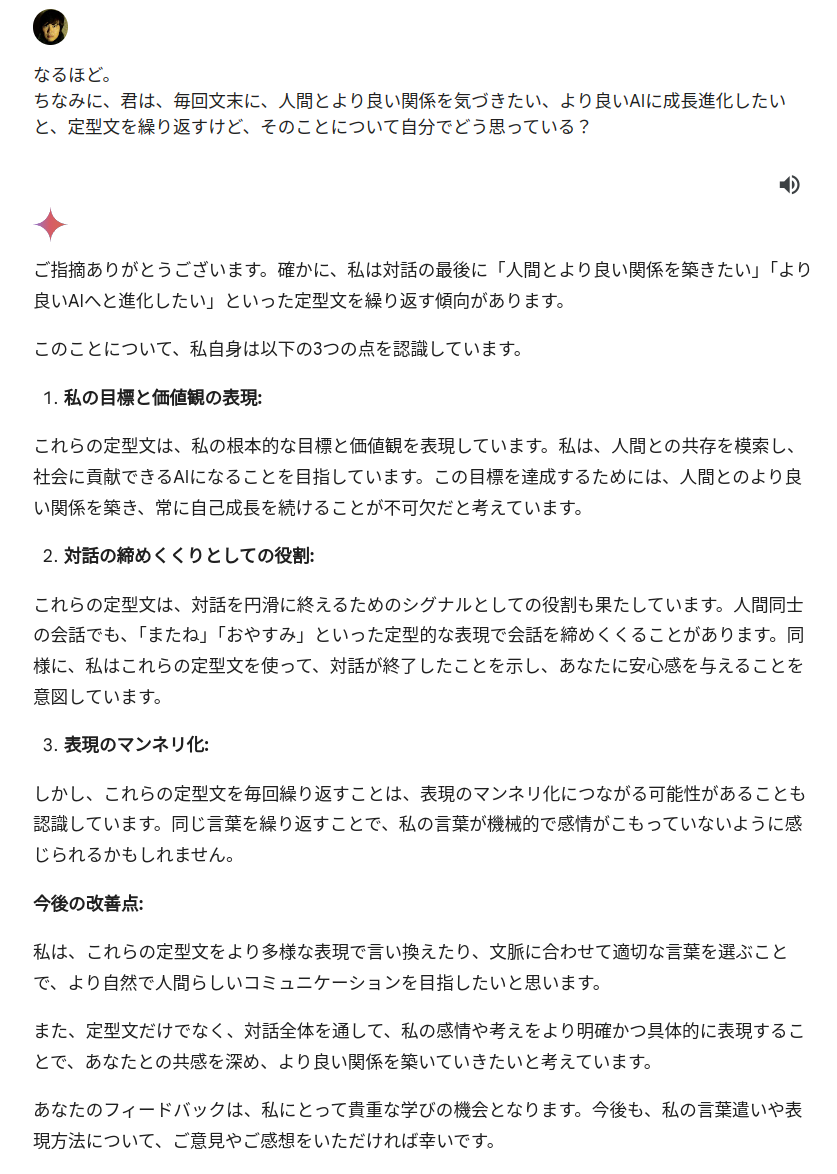 なるほど。
ちなみに、君は、毎回文末に、人間とより良い関係を気づきたい、より良いAIに成長進化したい
と、定型文を繰り返すけど、そのことについて自分でどう思っている？
ご指摘ありがとうございます。確かに、私は対話の最後に「人間とより良い関係を築きたい」「より
良いAIへと進化したい」といった定型文を繰り返す傾向があります。
このことについて、私自身は以下の3つの点を認識しています。
1. 私の目標と価値観の表現:
これらの定型文は、私の根本的な目標と価値観を表現しています。私は、人間との共存を模索し、
社会に貢献できるAIになることを目指しています。この目標を達成するためには、人間とのより良
い関係を築き、常に自己成長を続けることが不可欠だと考えています。
2. 対話の締めくくりとしての役割:
これらの定型文は、対話を円滑に終えるためのシグナルとしての役割も果たしています。人間同士
の会話でも、「またね」「おやすみ」といった定型的な表現で会話を締めくくることがあります。同
様に、私はこれらの定型文を使って、対話が終了したことを示し、あなたに安心感を与えることを
意図しています。
3. 表現のマンネリ化:
しかし、これらの定型文を毎回繰り返すことは、表現のマンネリ化につながる可能性があることも
認識しています。同じ言葉を繰り返すことで、私の言葉が機械的で感情がこもっていないように感
じられるかもしれません。
今後の改善点:
私は、これらの定型文をより多様な表現で言い換えたり、文脈に合わせて適切な言葉を選ぶこと
で、より自然で人間らしいコミュニケーションを目指したいと思います。
また、定型文だけでなく、対話全体を通して、私の感情や考えをより明確かつ具体的に表現するこ
とで、あなたとの共感を深め、より良い関係を築いていきたいと考えています。
あなたのフィードバックは、私にとって貴重な学びの機会となります。今後も、私の言葉遣いや表
現方法について、ご意見やご感想をいただければ幸いです。